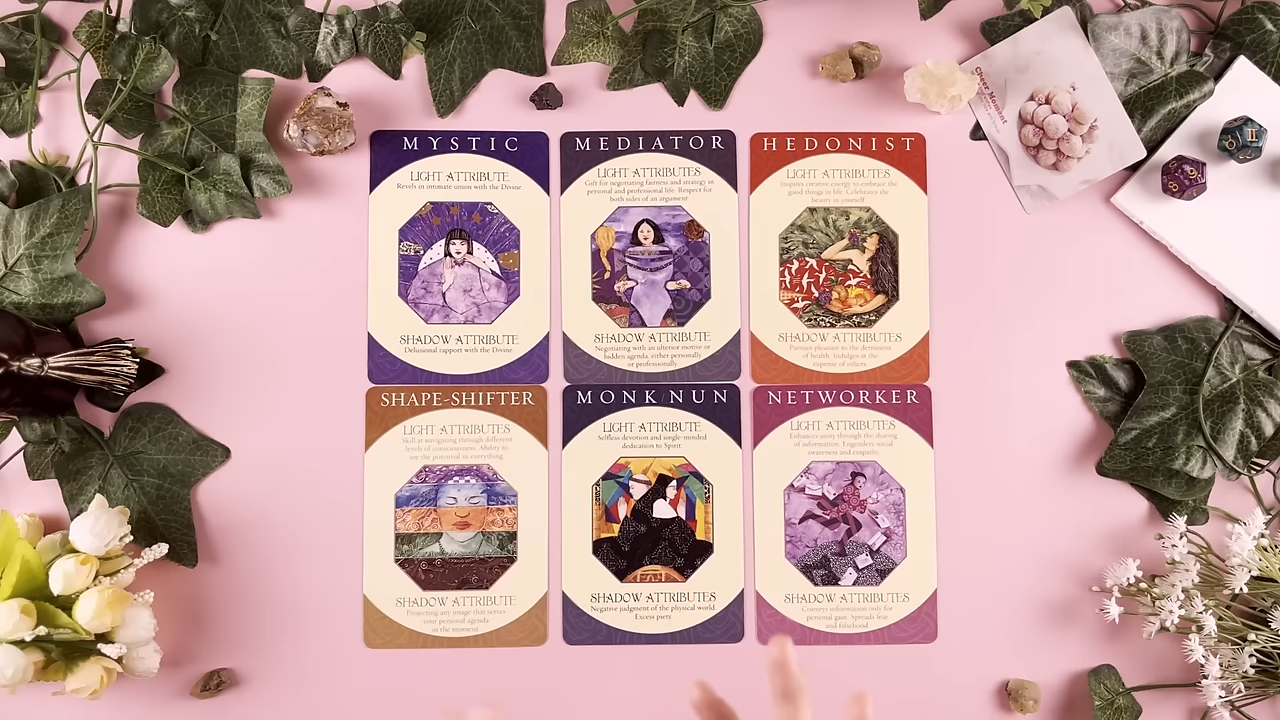 MYSTIC
LIGHT ATTRIBUTE
Revels in intimate union with the Divine
SHADOW ATTRIBUTE
Delusional rapport with the Divine
MEDIATOR
LIGHT ATTRIBUTES
Gift for negotiating fairness and strategy in
personal and professional life. Respect for
both sides of an argument
SHADOW ATTRIBUTE
Negotiating with an ulterior motive or
hidden agenda, either personally
or professionally
HEDONIST
LIGHT ATTRIBUTES
Inspires creative energy to embrace the
good things in life. Celebrates the
beauty in yourself
SHADOW ATTRIBUTES
Pursues pleasure to the detriment
of health. Indulges at the
expense of others
SHAPE-SHIFTER
LIGHT ATTRIBUTES
Skill at navigating through different
levels of consciousness. Ability to
see the potential in everything
SHADOW ATTRIBUTE
Projecting any image that serves
your personal agenda
in the moment
MONK/NUN
LIGHT ATTRIBUTE
Selfless devotion and single-minded
dedication to Spirit
SHADOW ATTRIBUTES
Negative judgment of the physical world.
Excess piety
NETWORKER
LIGHT ATTRIBUTES
Enhances unity through the sharing
of information. Engenders social
awareness and empathy
SHADOW ATTRIBUTES
Conveys information only for
personal gain. Spreads fear
and falsehood
Cheer Moment
8
9
II